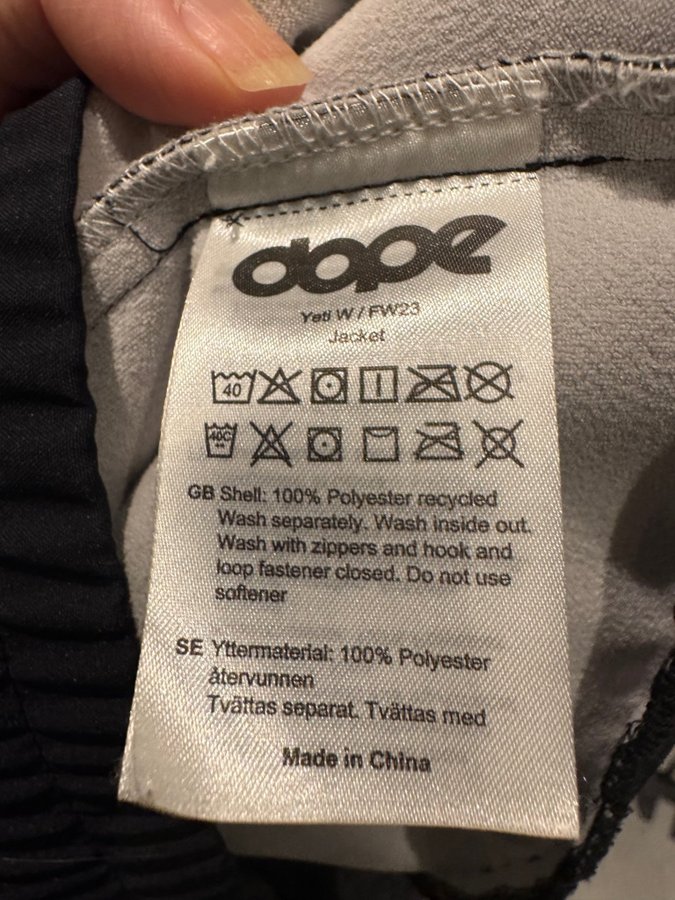 dope
Yeti W / FW23
Jacket
40
40C
GB Shell: 100% Polyester recycled
Wash separately. Wash inside out.
Wash with zippers and hook and
loop fastener closed. Do not use
softener
SE Yttermaterial: 100% Polyester
återvunnen
Tvättas separat. Tvättas med
Made in China